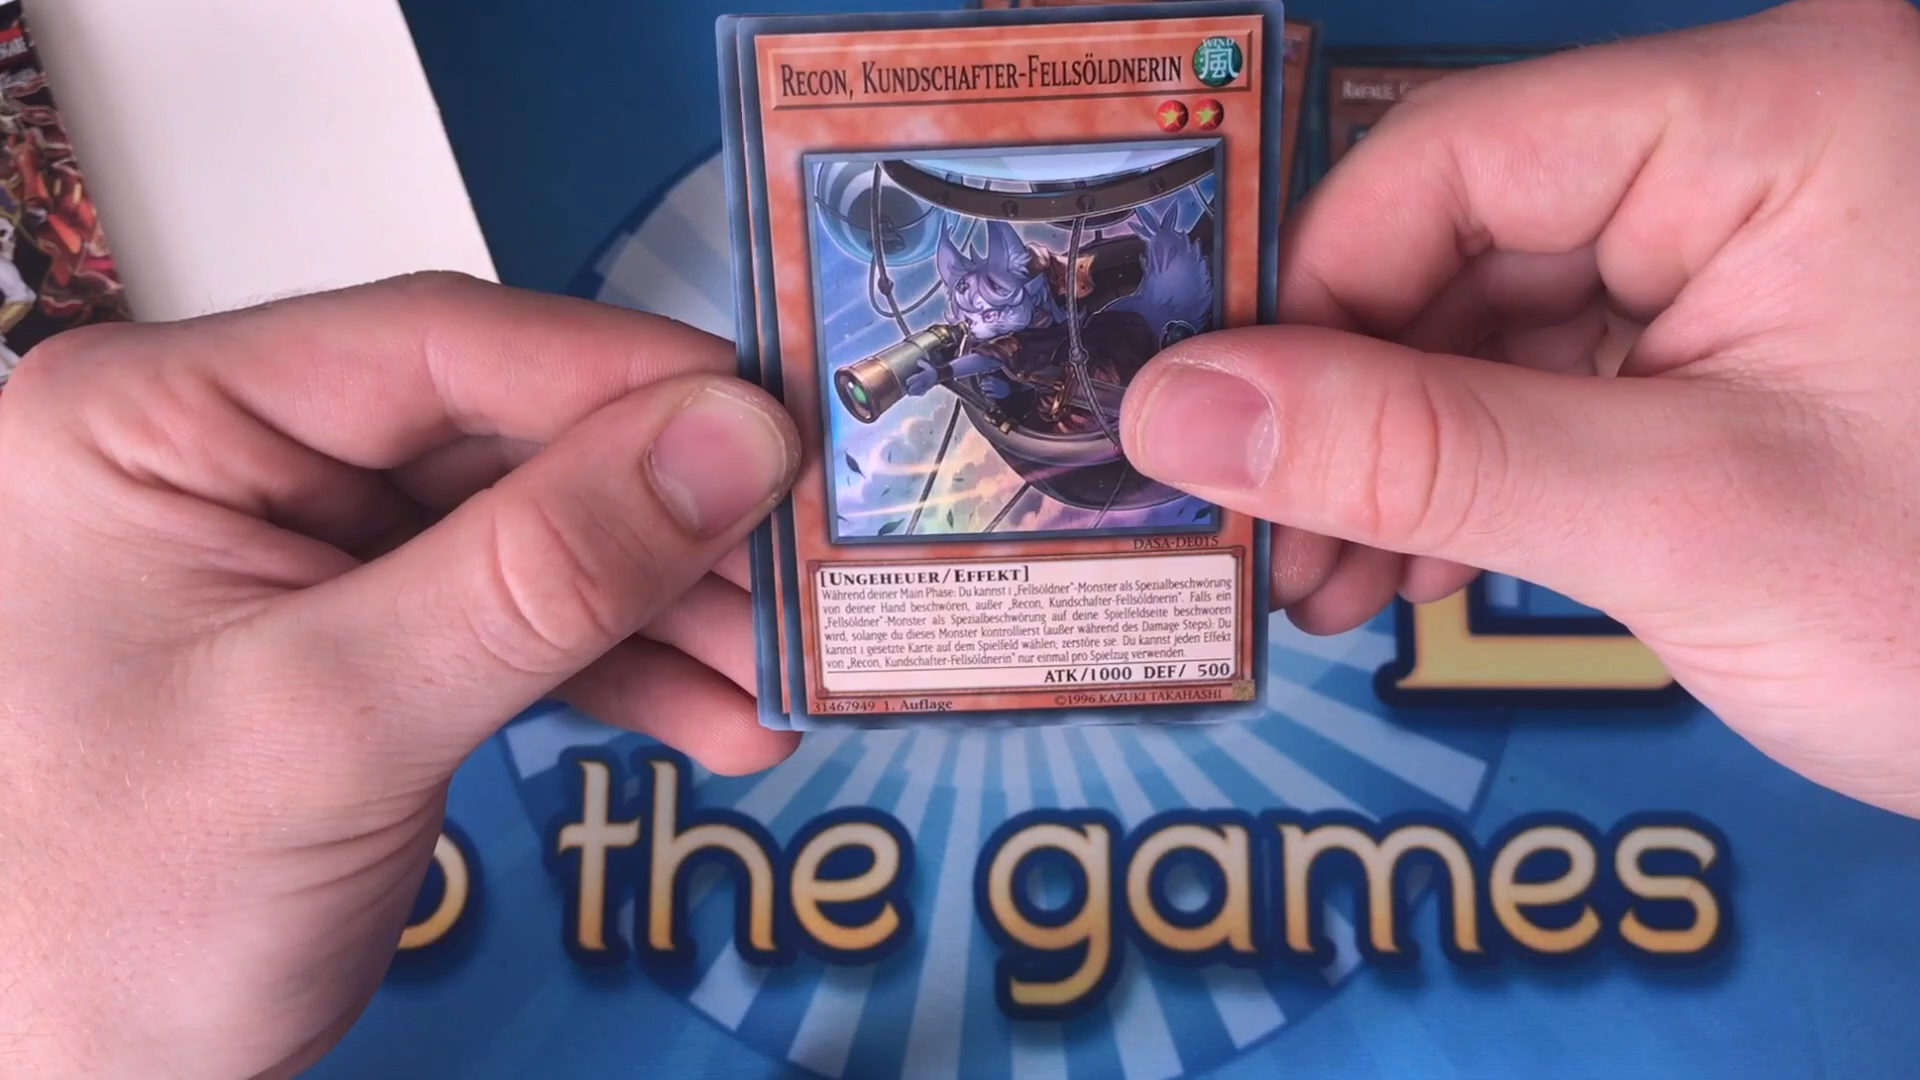 RECON, KUNDSCHAFTER-FELLSÖLDNERIN
WIND
風
DASA-DE015
[UNGEHEUER/EFFEKT]
Während deiner Main Phase: Du kannst 1 „Fellsöldner“-Monster als Spezialbeschwörung
von deiner Hand beschwören, außer „Recon, Kundschafter-Fellsöldnerin“. Falls ein
„Fellsöldner“-Monster als Spezialbeschwörung auf deine Spielfeldseite beschworen
wird, solange du dieses Monster kontrollierst (außer während des Damage Steps): Du
kannst 1 gesetzte Karte auf dem Spielfeld wählen; zerstöre sie. Du kannst jeden Effekt
von „Recon, Kundschafter-Fellsöldnerin“ nur einmal pro Spielzug verwenden.
ATK/1000 DEF/ 500
31467949 1. Auflage
©1996 KAZUKI TAKAHASHI
the games